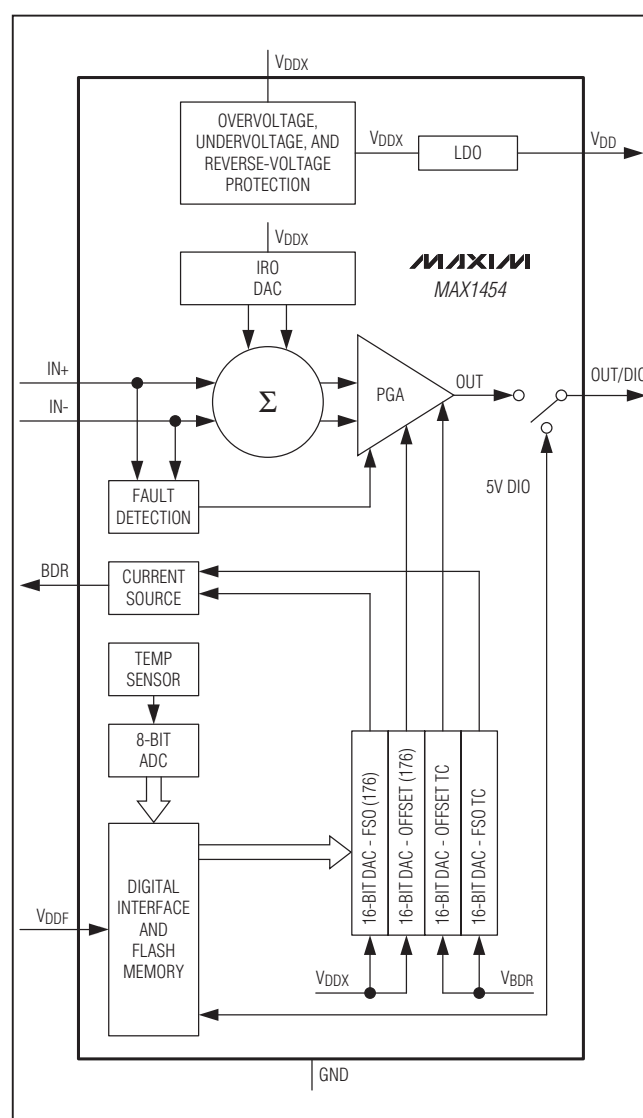 VDDX
OVERVOLTAGE,
UNDERVOLTAGE, AND
REVERSE-VOLTAGE
PROTECTION
VDDX
LDO
VDD
VDDX
IRO
DAC
MAXIM
MAX1454
IN+
IN-
Σ
PGA
OUT
OUT/DIO
5V DIO
FAULT
DETECTION
BDR
CURRENT
SOURCE
TEMP
SENSOR
8-BIT
ADC
16-BIT DAC - FSO (176)
16-BIT DAC - OFFSET (176)
16-BIT DAC - OFFSET TC
16-BIT DAC - FSO TC
DIGITAL
INTERFACE
AND
FLASH
MEMORY
VDDF
VDDX
VBDR
GND